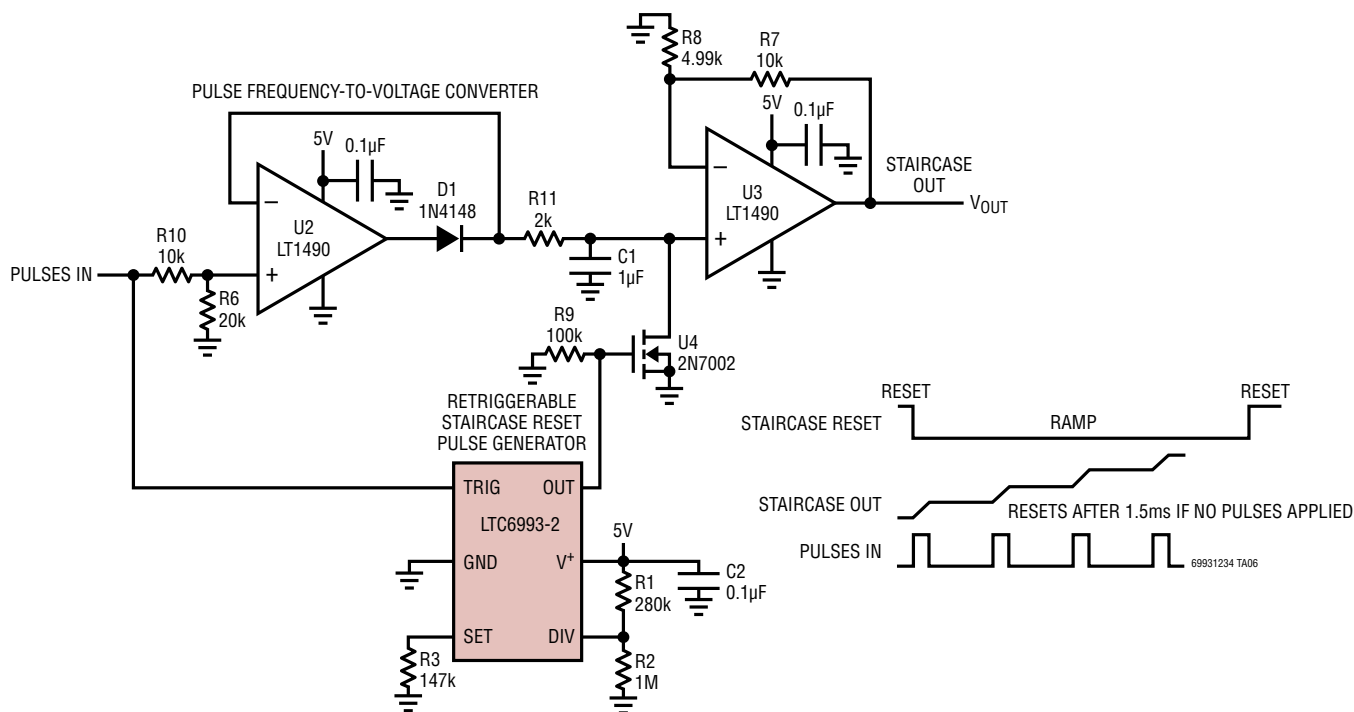 R8
4.99k
R7
10k
PULSE FREQUENCY-TO-VOLTAGE CONVERTER
5V
0.1µF
5V
0.1µF
D1
1N4148
R11
2k
−
U2
LT1490
+
−
U3
LT1490
+
STAIRCASE
OUT
VOUT
R10
10k
PULSES IN
R6
20k
C1
1µF
R9
100k
U4
2N7002
RETRIGGERABLE
STAIRCASE RESET
PULSE GENERATOR
TRIG
OUT
LTC6993-2
GND
V+
SET
DIV
5V
R1
280k
C2
0.1µF
R3
147k
R2
1M
RESET
RESET
STAIRCASE RESET
RAMP
STAIRCASE OUT
RESETS AFTER 1.5ms IF NO PULSES APPLIED
PULSES IN
69931234 TA06